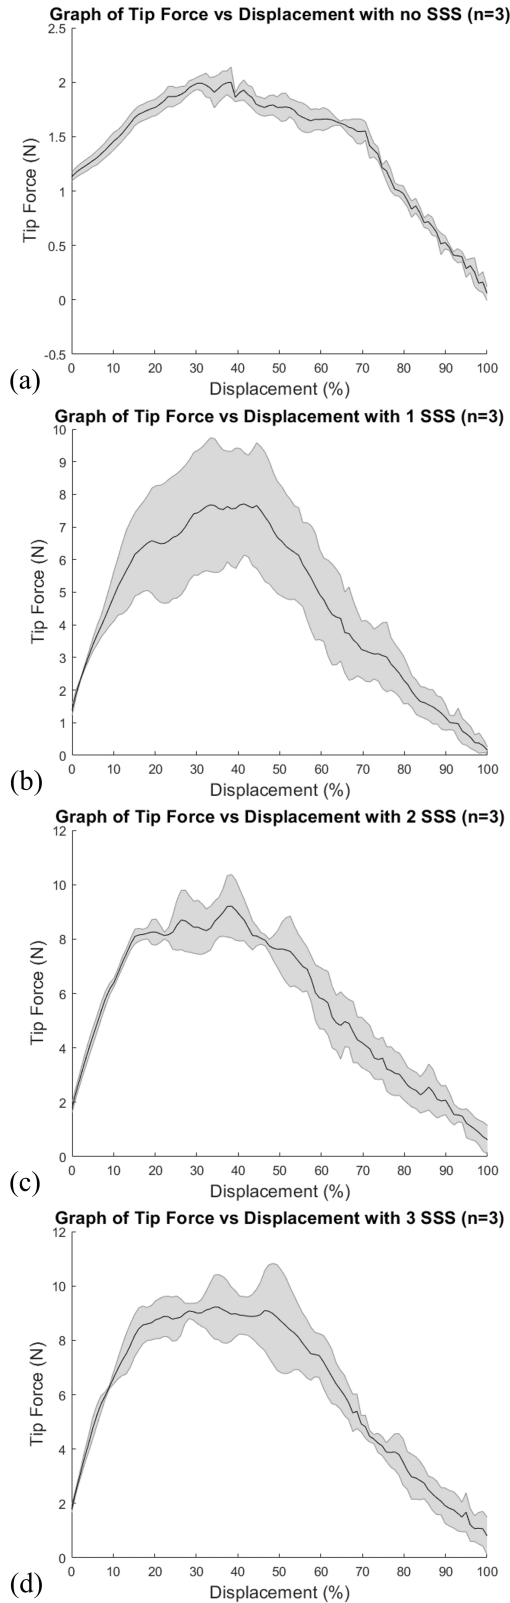 Graph of Tip Force vs Displacement with no SSS (n=3)
2.5
2
1.5
1
0.5
0
-0.5
Tip Force (N)
0 10 20 30 40 50 60 70 80 90 100
Displacement (%)
(a)
Graph of Tip Force vs Displacement with 1 SSS (n=3)
10
9
8
7
6
5
4
3
2
1
0
Tip Force (N)
0 10 20 30 40 50 60 70 80 90 100
Displacement (%)
(b)
Graph of Tip Force vs Displacement with 2 SSS (n=3)
12
10
8
6
4
2
0
Tip Force (N)
0 10 20 30 40 50 60 70 80 90 100
Displacement (%)
(c)
Graph of Tip Force vs Displacement with 3 SSS (n=3)
12
10
8
6
4
2
0
Tip Force (N)
0 10 20 30 40 50 60 70 80 90 100
Displacement (%)
(d)